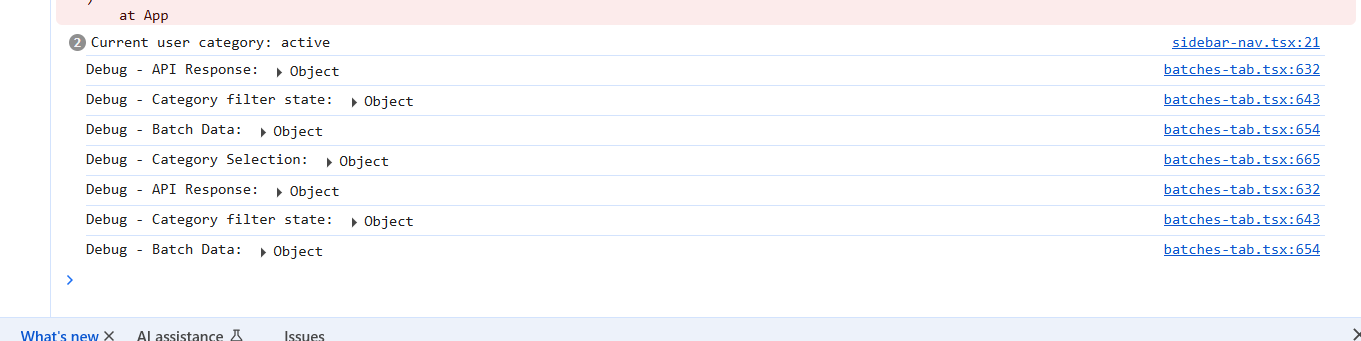 at App
2 Current user category: active sidebar-nav.tsx:21
Debug - API Response: ▶ Object batches-tab.tsx:632
Debug - Category filter state: ▶ Object batches-tab.tsx:643
Debug - Batch Data: ▶ Object batches-tab.tsx:654
Debug - Category Selection: ▶ Object batches-tab.tsx:665
Debug - API Response: ▶ Object batches-tab.tsx:632
Debug - Category filter state: ▶ Object batches-tab.tsx:643
Debug - Batch Data: ▶ Object batches-tab.tsx:654
>
What's new × AI assistance Issues ×